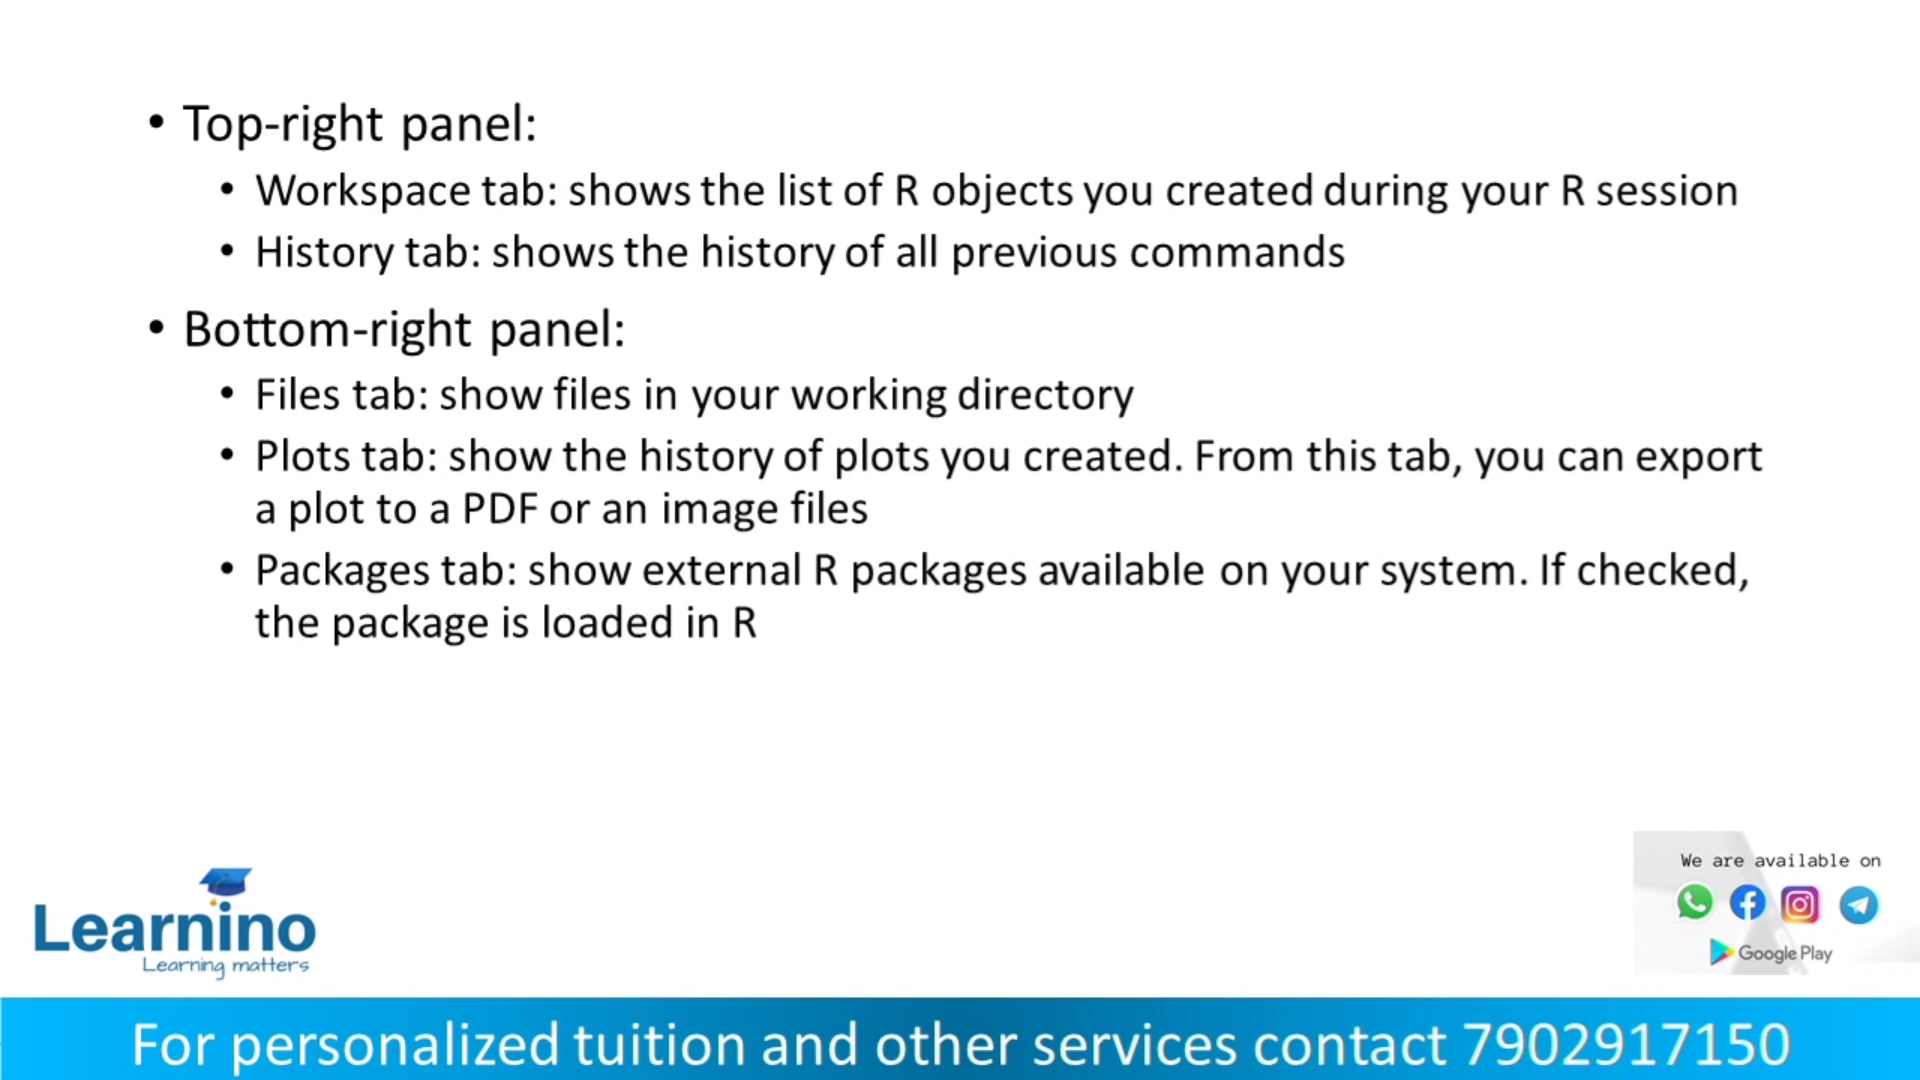 • Top-right panel:
• Workspace tab: shows the list of R objects you created during your R session
• History tab: shows the history of all previous commands
• Bottom-right panel:
• Files tab: show files in your working directory
• Plots tab: show the history of plots you created. From this tab, you can export
a plot to a PDF or an image files
• Packages tab: show external R packages available on your system. If checked,
the package is loaded in R
We are available on
Google Play
Learnino
Learning matters
For personalized tuition and other services contact 7902917150